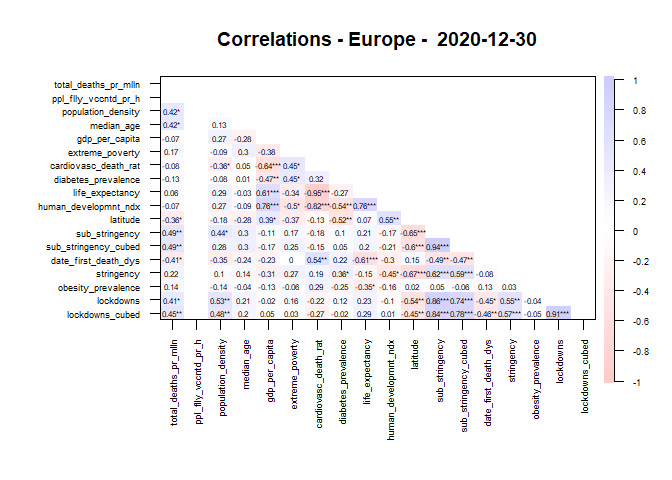 Correlations - Europe -  2020-12-30
total_deaths_pr_mlln
ppl_flly_vccntd_pr_h
population_density 0.42*
median_age 0.42* 0.13
gdp_per_capita -0.07 0.27 -0.28
extreme_poverty 0.17 -0.09 0.3 -0.38
cardiovasc_death_rat -0.08 -0.36* 0.05 -0.64*** 0.45*
diabetes_prevalence -0.13 -0.08 0.01 -0.47** 0.45* 0.32
life_expectancy 0.06 0.29 -0.03 0.61*** -0.34 -0.95*** -0.27
human_developmnt_ndx -0.07 0.27 -0.09 0.76*** -0.5* -0.82*** -0.54** 0.76***
latitude -0.36* -0.18 -0.28 0.39* -0.37 -0.13 -0.52** 0.07 0.55**
sub_stringency 0.49** 0.44* 0.3 -0.11 0.17 -0.18 0.1 0.21 -0.17 -0.65***
sub_stringency_cubed 0.49** 0.28 0.3 -0.17 0.25 -0.15 0.05 0.2 -0.21 -0.6*** 0.94***
date_first_death_dys -0.41* -0.35 -0.24 -0.23 0 0.54** 0.22 -0.61*** -0.3 0.15 -0.49** -0.47**
stringency 0.22 0.1 0.14 -0.31 0.27 0.19 0.36* -0.15 -0.45* -0.67*** 0.62*** 0.59*** -0.08
obesity_prevalence 0.14 -0.14 -0.04 -0.13 -0.06 0.29 -0.25 -0.35* -0.16 0.02 0.05 -0.06 0.13 0.03
lockdowns 0.41* 0.53** 0.21 -0.02 0.16 -0.22 0.12 0.23 -0.1 -0.54** 0.86*** 0.74*** -0.45* 0.55** -0.04
lockdowns_cubed 0.45** 0.48** 0.2 0.05 0.03 -0.27 -0.02 0.29 0.01 -0.45** 0.84*** 0.78*** -0.46** 0.57*** -0.05 0.91***
total_deaths_pr_mlln
ppl_flly_vccntd_pr_h
population_density
median_age
gdp_per_capita
extreme_poverty
cardiovasc_death_rat
diabetes_prevalence
life_expectancy
human_developmnt_ndx
latitude
sub_stringency
sub_stringency_cubed
date_first_death_dys
stringency
obesity_prevalence
lockdowns
lockdowns_cubed
1
0.8
0.6
0.4
0.2
0
-0.2
-0.4
-0.6
-0.8
-1